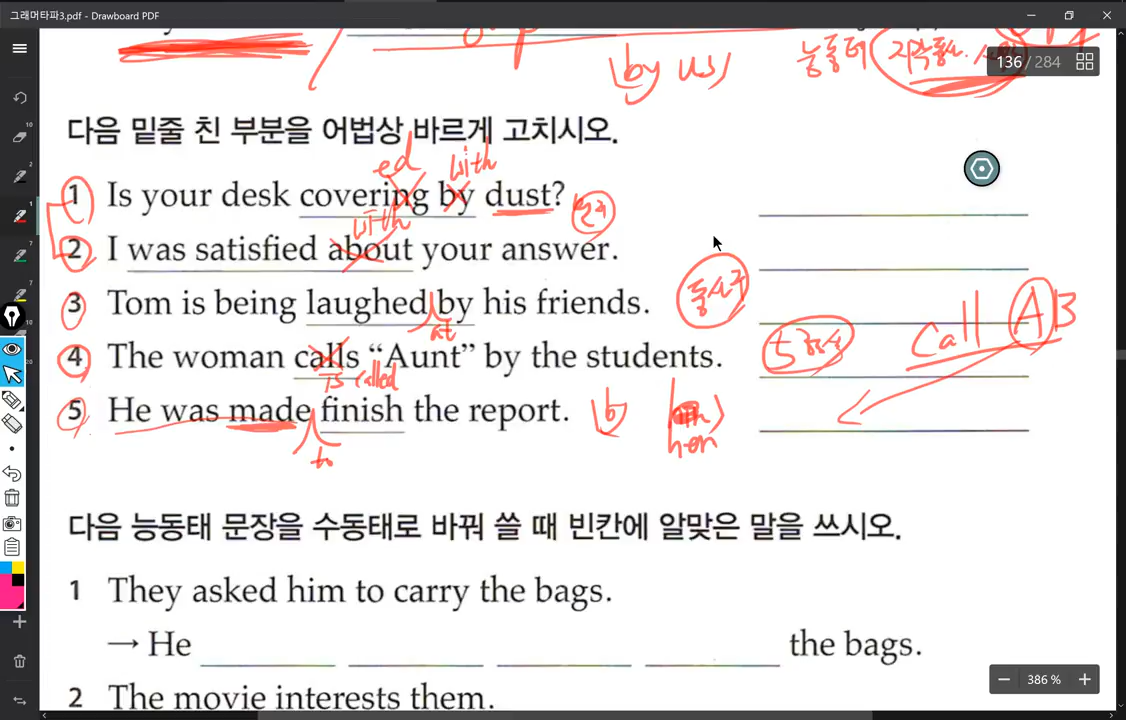 그래머타파3.pdf - Drawboard PDF
(by us)
능동태
136 / 284
다음 밑줄 친 부분을 어법상 바르게 고치시오.
ed with
1 Is your desk covering by dust?
with
2 I was satisfied about your answer.
3 Tom is being laughed by his friends. 동사구
at
4 The woman calls “Aunt” by the students. 5형식 call A B
is called
5 He was made finish the report.
to
다음 능동태 문장을 수동태로 바꿔 쓸 때 빈칸에 알맞은 말을 쓰시오.
1 They asked him to carry the bags.
→ He the bags.
2 The movie interests them.
386 %